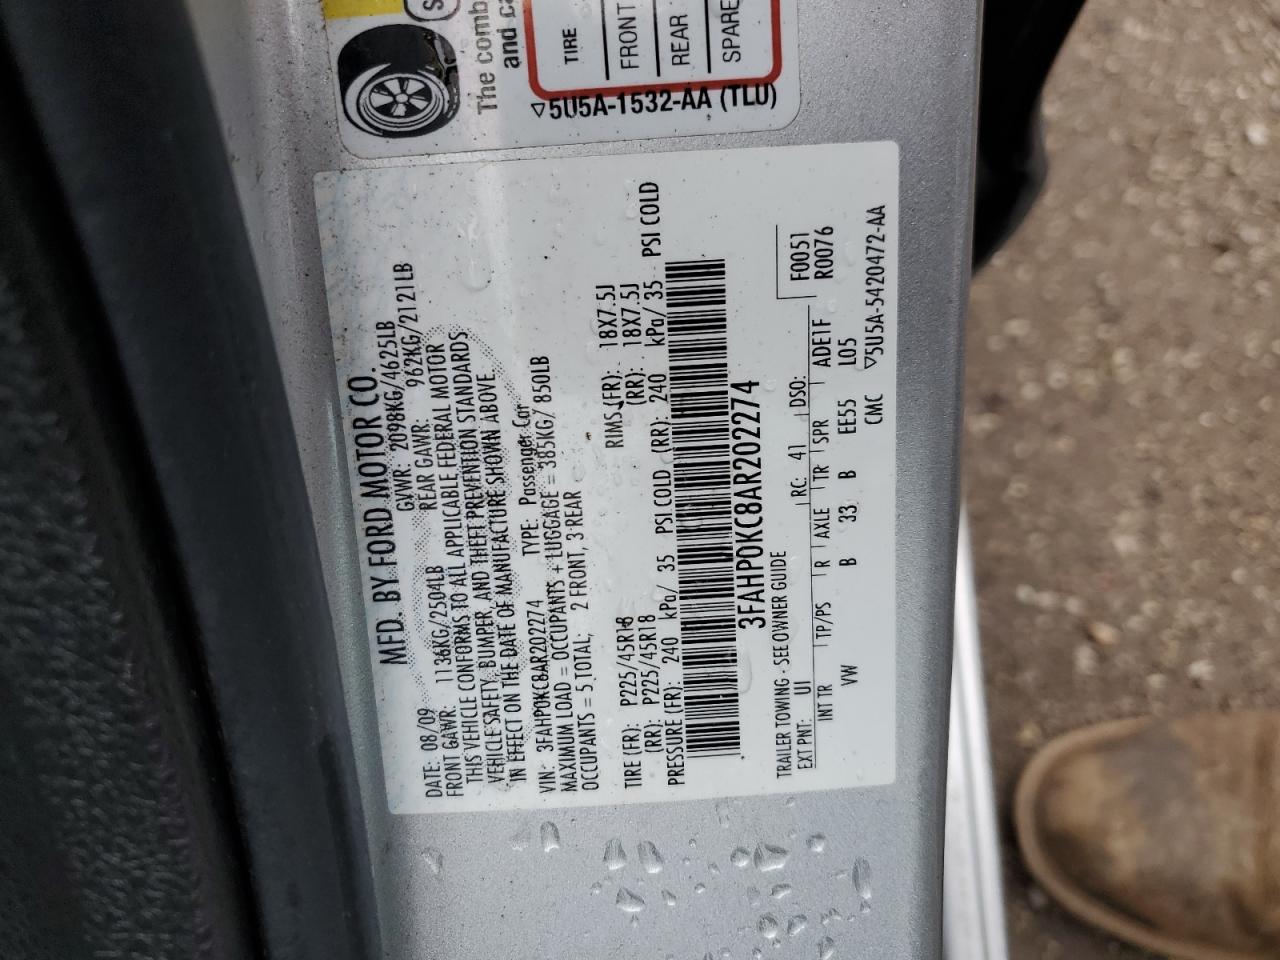 The comb
and ca
TIRE
FRONT
REAR
SPARE
▽5U5A-1532-AA (TLU)
MFD. BY FORD MOTOR CO.
DATE: 08/09 GVWR: 2098KG/4625LB
FRONT GAWR: 1136KG/2504LB REAR GAWR: 962KG/2121LB
THIS VEHICLE CONFORMS TO ALL APPLICABLE FEDERAL MOTOR
VEHICLE SAFETY, BUMPER, AND THEFT PREVENTION STANDARDS
IN EFFECT ON THE DATE OF MANUFACTURE SHOWN ABOVE.
VIN: 3FAHP0KC8AR202274 TYPE: Passenger Car
MAXIMUM LOAD = OCCUPANTS + LUGGAGE = 385KG/ 850LB
OCCUPANTS = 5 TOTAL; 2 FRONT, 3 REAR
TIRE (FR): P225/45R18 RIMS (FR): 18X7.5J
(RR): P225/45R18 (RR): 18X7.5J
PRESSURE (FR): 240 kPa/ 35 PSI COLD (RR): 240 kPa/ 35 PSI COLD
3FAHP0KC8AR202274
TRAILER TOWING - SEE OWNER GUIDE
EXT PNT: UI RC: 41 DSO: F0051
INT TR TP/PS R AXLE TR SPR ADE1F R0076
VW B 33 B EE55 L05
CMC ▽5U5A-5420472-AA